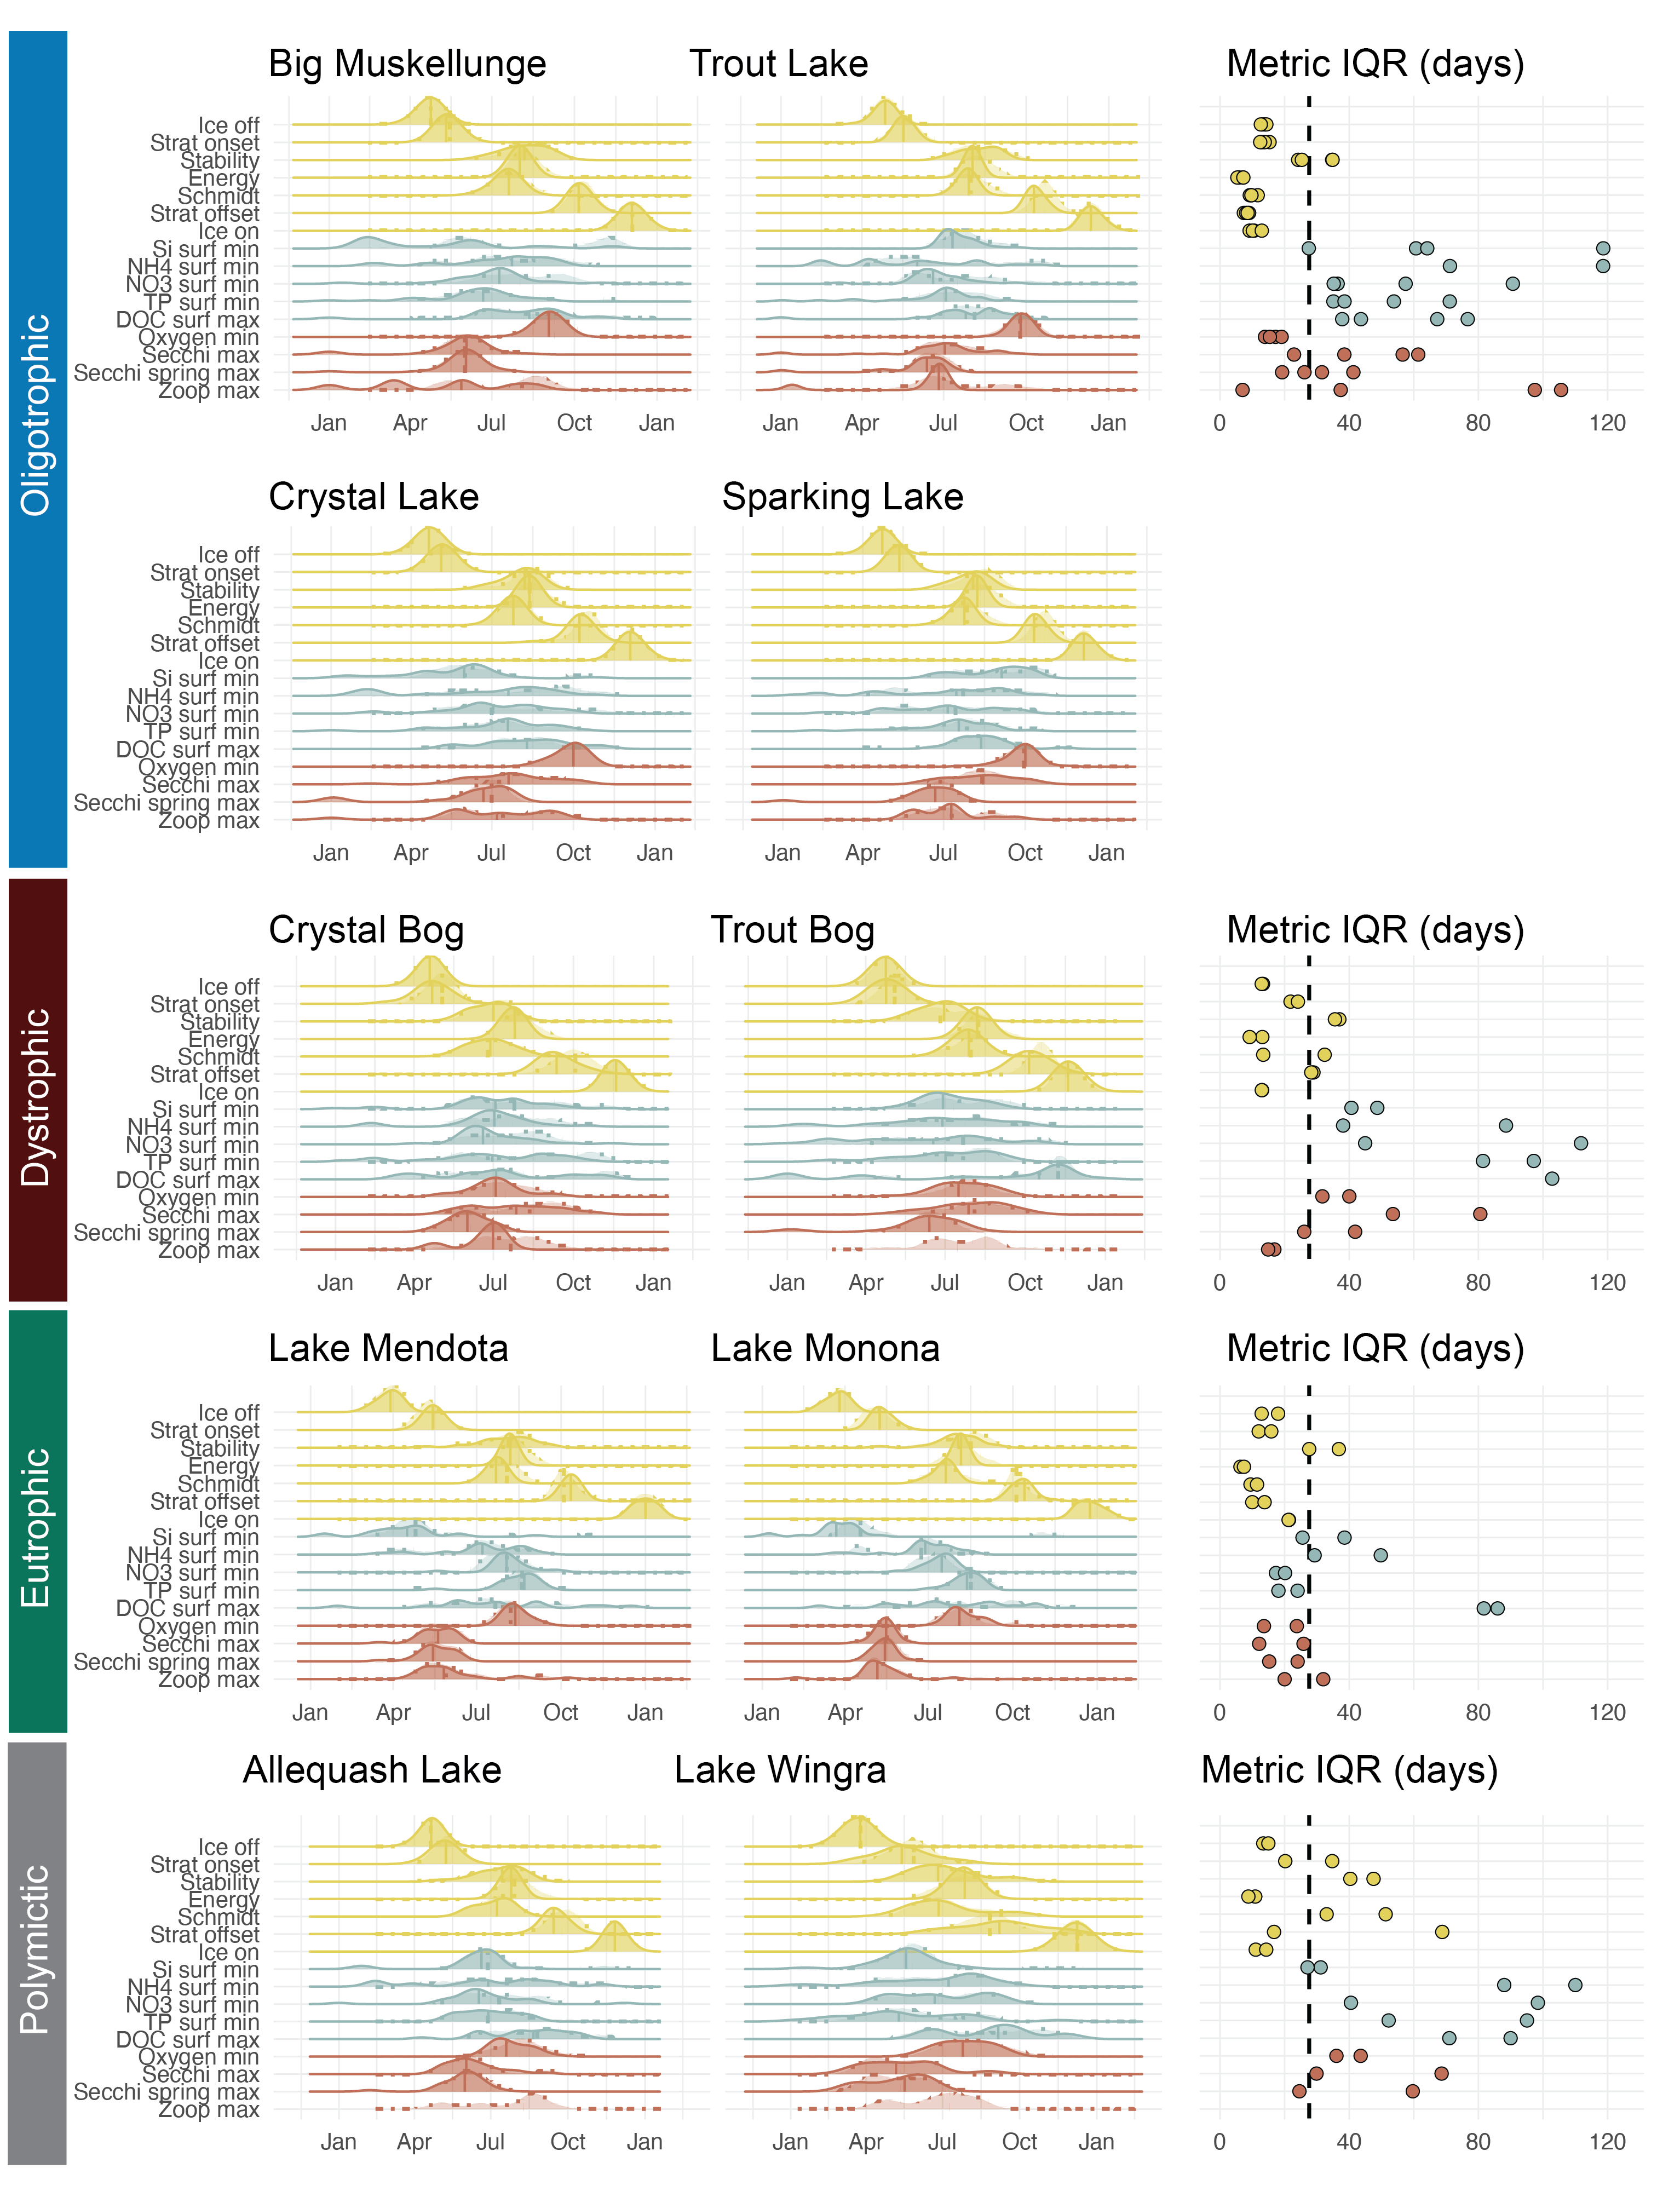 Oligotrophic
Big Muskellunge Trout Lake Metric IQR (days)
Ice off
Strat onset
Stability
Energy
Schmidt
Strat offset
Ice on
Si surf min
NH4 surf min
NO3 surf min
TP surf min
DOC surf max
Oxygen min
Secchi max
Secchi spring max
Zoop max
Jan Apr Jul Oct Jan Jan Apr Jul Oct Jan 0 40 80 120
Crystal Lake Sparking Lake
Ice off
Strat onset
Stability
Energy
Schmidt
Strat offset
Ice on
Si surf min
NH4 surf min
NO3 surf min
TP surf min
DOC surf max
Oxygen min
Secchi max
Secchi spring max
Zoop max
Jan Apr Jul Oct Jan Jan Apr Jul Oct Jan
Dystrophic
Crystal Bog Trout Bog Metric IQR (days)
Ice off
Strat onset
Stability
Energy
Schmidt
Strat offset
Ice on
Si surf min
NH4 surf min
NO3 surf min
TP surf min
DOC surf max
Oxygen min
Secchi max
Secchi spring max
Zoop max
Jan Apr Jul Oct Jan Jan Apr Jul Oct Jan 0 40 80 120
Eutrophic
Lake Mendota Lake Monona Metric IQR (days)
Ice off
Strat onset
Stability
Energy
Schmidt
Strat offset
Ice on
Si surf min
NH4 surf min
NO3 surf min
TP surf min
DOC surf max
Oxygen min
Secchi max
Secchi spring max
Zoop max
Jan Apr Jul Oct Jan Jan Apr Jul Oct Jan 0 40 80 120
Polymictic
Allequash Lake Lake Wingra Metric IQR (days)
Ice off
Strat onset
Stability
Energy
Schmidt
Strat offset
Ice on
Si surf min
NH4 surf min
NO3 surf min
TP surf min
DOC surf max
Oxygen min
Secchi max
Secchi spring max
Zoop max
Jan Apr Jul Oct Jan Jan Apr Jul Oct Jan 0 40 80 120